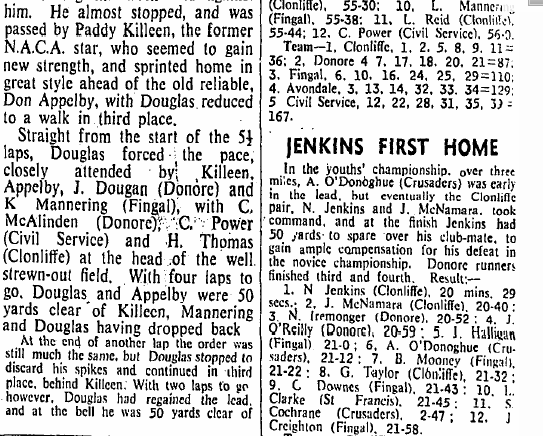 him. He almost stopped, and was
passed by Paddy Killeen, the former
N.A.C.A. star, who seemed to gain
new strength, and sprinted home in
great style ahead of the old reliable,
Don Appelby, with Douglas reduced
to a walk in third place.
Straight from the start of the 5½
laps, Douglas forced the pace,
closely attended by Killeen,
Appelby, J. Dougan (Donore) and
K Mannering (Fingal), with C.
McAlinden (Donore), C. Power
(Civil Service) and H. Thomas
(Clonliffe) at the head of the well
strewn-out field. With four laps to
go, Douglas and Appelby were 50
yards clear of Killeen, Mannering
and Douglas having dropped back
At the end of another lap the order was
still much the same, but Douglas stopped to
discard his spikes and continued in third
place, behind Killeen. With two laps to go
however, Douglas had regained the lead,
and at the bell he was 50 yards clear of
(Clonliffe), 55-30; 10, L. Mannering
(Fingal), 55-38; 11, L. Reid (Clonliffe),
55-44; 12, C. Power (Civil Service), 56-0.
Team—1, Clonliffe, 1, 2, 5, 8, 9, 11=
36; 2, Donore 4 7, 17, 18, 20, 21=87;
3, Fingal, 6, 10, 16, 24, 25, 29=110;
4. Avondale, 3, 13, 14, 32, 33, 34=129;
5 Civil Service, 12, 22, 28, 31, 35, 39=
167.
JENKINS FIRST HOME
In the youths' championship, over three
miles, A. O'Donoghue (Crusaders) was early
in the lead, but eventually the Clonliffe
pair, N. Jenkins and J. McNamara, took
command, and at the finish Jenkins had
50 yards to spare over his club-mate, to
gain ample compensation for his defeat in
the novice championship. Donore runners
finished third and fourth. Result:—
1. N Jenkins (Clonliffe), 20 mins. 29
secs.; 2, J. McNamara (Clonliffe), 20-40;
3, N. Iremonger (Donore), 20-52; 4, J.
O'Reilly (Donore), 20-59; 5, J. Halligan
(Fingal) 21-0; 6, A. O'Donoghue (Cru-
saders), 21-12; 7, B. Mooney (Fingal),
21-22; 8, G. Taylor (Clonliffe), 21-32;
9, C. Downes (Fingal), 21-43; 10, L.
Clarke (St Francis), 21-45; 11, S.
Cochrane (Crusaders), 2-47; 12, J
Creighton (Fingal), 21-58.